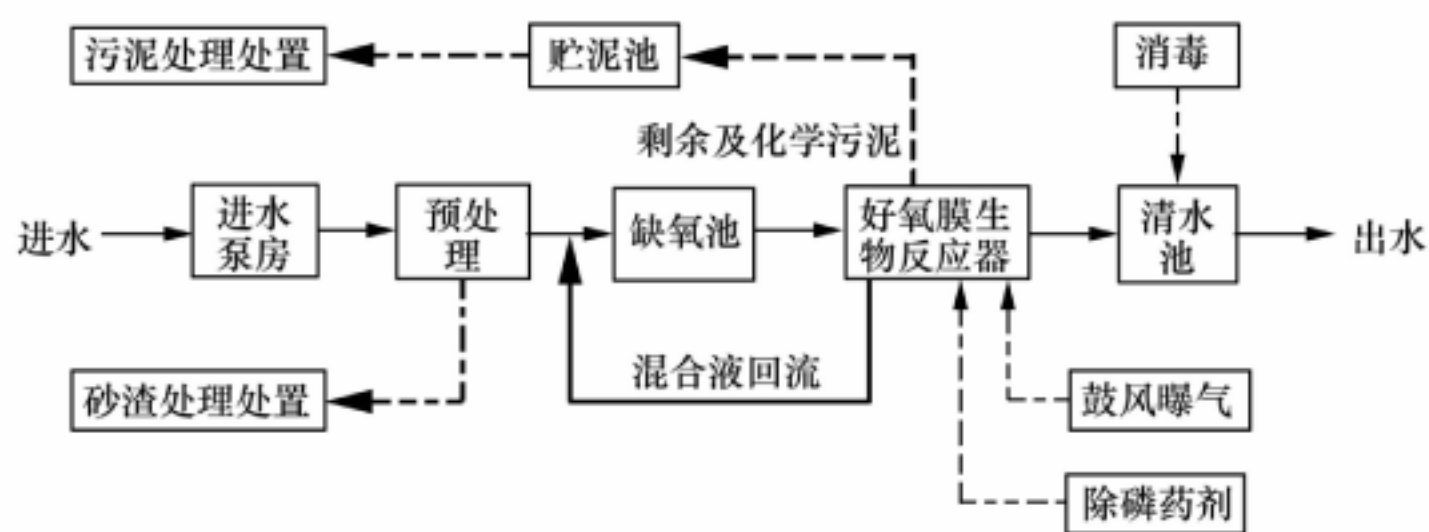 污泥处理处置
贮泥池
消毒
剩余及化学污泥
进水
进水
泵房
预处
理
缺氧池
好氧膜生
物反应器
清水
池
出水
混合液回流
砂渣处理处置
鼓风曝气
除磷药剂